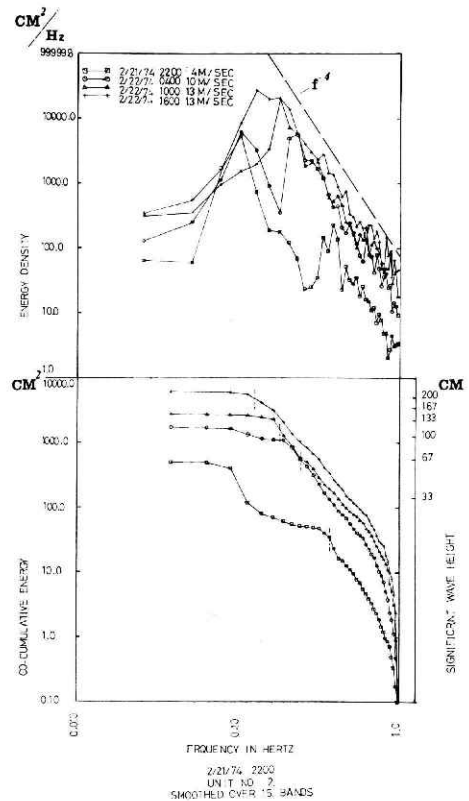 CM²/Hz
99999.8
2/21/74 2200 4M/SEC
2/22/74 0400 10 M/SEC
2/22/74 1000 13 M/SEC
2/22/74 1600 13 M/SEC
f⁻⁴
10000.0
1000.0
100.0
10.0
1.0
ENERGY DENSITY
CM²
10000.0
1000.0
100.0
10.0
1.0
0.10
CO-CUMULATIVE ENERGY
200
167
133
100
67
33
SIGNIFICANT WAVE HEIGHT
0.010
0.10
1.0
FRQUENCY IN HERTZ
2/21/74 2200
UNIT NO 2
SMOOTHED OVER 15 BANDS